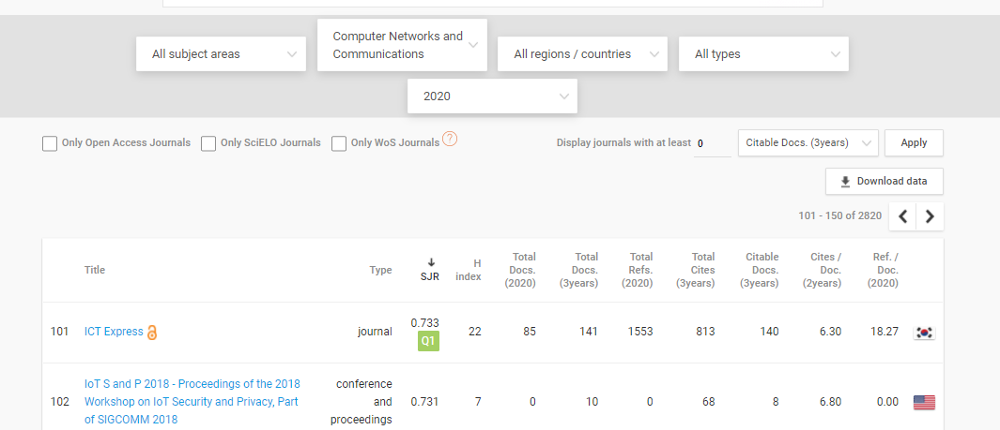 All subject areas
Computer Networks and
Communications
All regions / countries
All types
2020
Only Open Access Journals
Only SciELO Journals
Only WoS Journals
?
Display journals with at least
0
Citable Docs. (3years)
Apply
Download data
101 - 150 of 2820
Title Type SJR H index Total Docs. (2020) Total Docs. (3years) Total Refs. (2020) Total Cites (3years) Citable Docs. (3years) Cites / Doc. (2years) Ref. / Doc. (2020)
101 ICT Express journal 0.733 Q1 22 85 141 1553 813 140 6.30 18.27
102 IoT S and P 2018 - Proceedings of the 2018 Workshop on IoT Security and Privacy, Part of SIGCOMM 2018 conference and proceedings 0.731 7 0 10 0 68 8 6.80 0.00